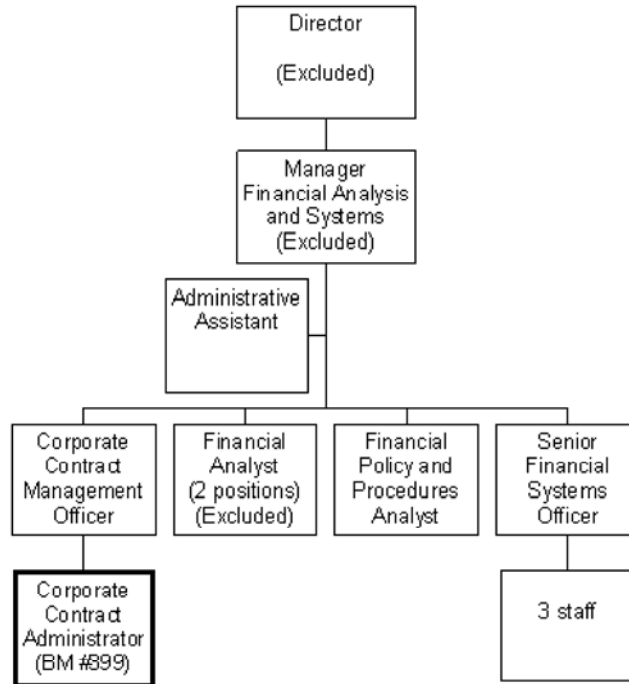 Director
(Excluded)
Manager
Financial Analysis
and Systems
(Excluded)
Administrative
Assistant
Corporate
Contract
Management
Officer
Financial
Analyst
(2 positions)
(Excluded)
Financial
Policy and
Procedures
Analyst
Senior
Financial
Systems
Officer
Corporate
Contract
Administrator
(BM #899)
3 staff